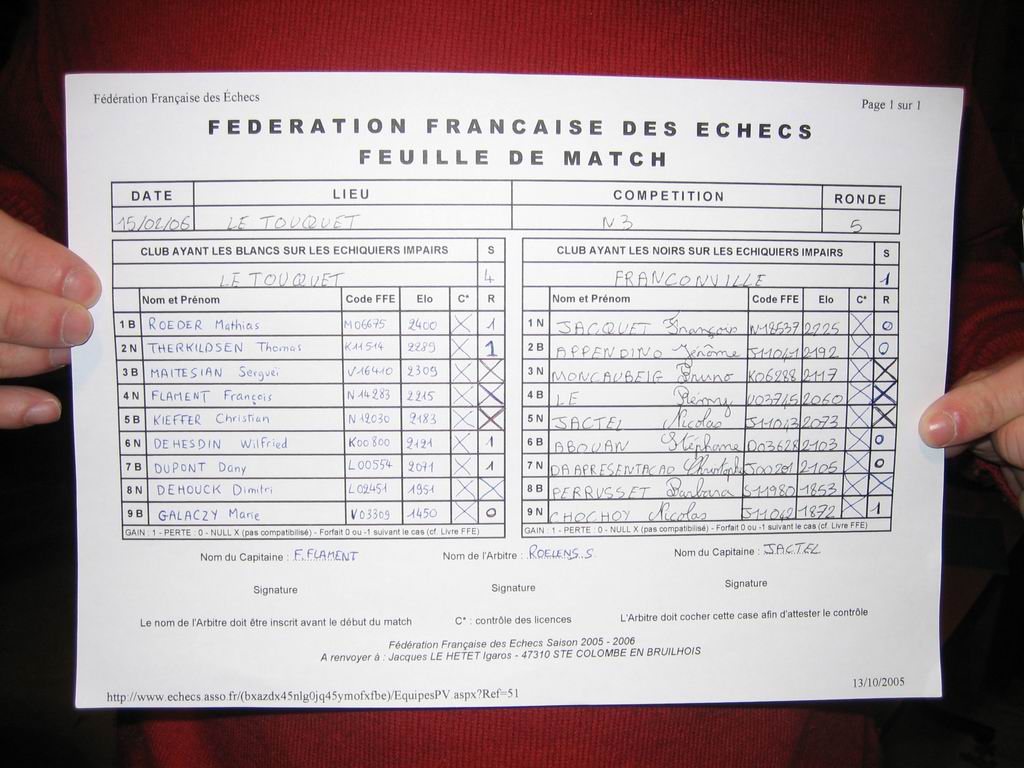 Fédération Française des Échecs Page 1 sur 1
FEDERATION FRANCAISE DES ECHECS
FEUILLE DE MATCH
DATE LIEU COMPETITION RONDE
15/02/06 LE TOUQUET N3 5
CLUB AYANT LES BLANCS SUR LES ECHIQUIERS IMPAIRS S CLUB AYANT LES NOIRS SUR LES ECHIQUIERS IMPAIRS S
LE TOUQUET 4 FRANCONVILLE 1
Nom et Prénom Code FFE Elo C* R Nom et Prénom Code FFE Elo C* R
1 B ROEDER Mathias M06675 2400 X 1 1 N JACQUET François N18537 2225 X 0
2 N THERKILDSEN Thomas K11514 2289 X 1 2 B APPENDINO Jérôme J11041 2192 X 0
3 B MAITESIAN Serguei V16410 2309 X X 3 N MONCAUBEIG Bruno K06288 2117 X X
4 N FLAMENT François N14283 2215 X X 4 B LE Rémy U03745 2060 X X
5 B KIEFFER Christian N12030 2183 X X 5 N JACTEL Nicolas J11043 2073 X X
6 N DEHESDIN Wilfried K00800 2121 X 1 6 B ABOUAN Stéphane D03628 2103 X 0
7 B DUPONT Dany L00554 2071 X 1 7 N DA APRESENTACAO Christophe J00201 2105 X 0
8 N DEHOUCK Dimitri L02451 1951 X X 8 B PERRUSSET Barbara S11980 1853 X X
9 B GALACZY Marie V03309 1450 X 0 9 N CHOCHOY Nicolas J11042 1872 X 1
GAIN : 1 - PERTE : 0 - NULL X (pas compatibilisé) - Forfait 0 ou -1 suivant le cas (cf. Livre FFE) GAIN : 1 - PERTE : 0 - NULL X (pas compatibilisé) - Forfait 0 ou -1 suivant le cas (cf. Livre FFE)
Nom du Capitaine : F. FLAMENT Nom de l'Arbitre : ROELENS.S Nom du Capitaine : JACTEL
Signature Signature Signature
Le nom de l'Arbitre doit être inscrit avant le début du match C* : contrôle des licences L'Arbitre doit cocher cette case afin d'attester le contrôle
Fédération Française des Echecs Saison 2005 - 2006
A renvoyer à : Jacques LE HETET Igaros - 47310 STE COLOMBE EN BRUILHOIS
http://www.echecs.asso.fr/(bxazdx45nlg0jq45ymofxfbe)/EquipesPV.aspx?Ref=51 13/10/2005